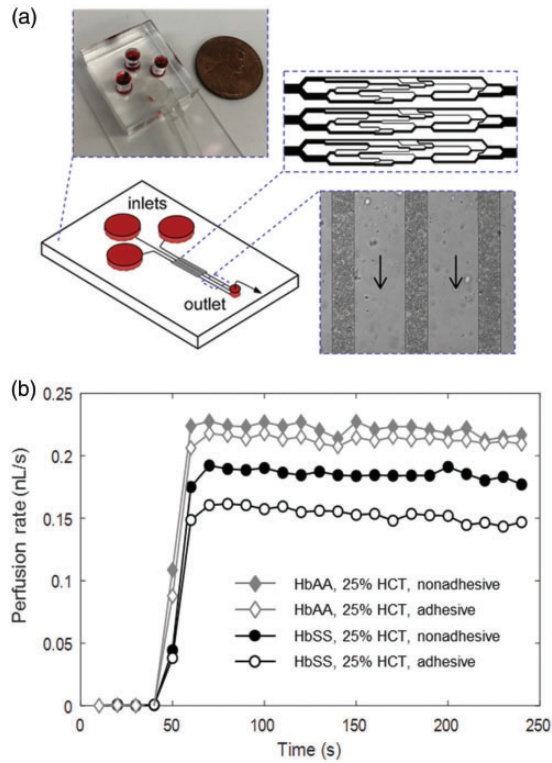 (a)
inlets
outlet
(b)
0.25
0.2
0.15
0.1
0.05
0
Perfusion rate (nL/s)
HbAA, 25% HCT, nonadhesive
HbAA, 25% HCT, adhesive
HbSS, 25% HCT, nonadhesive
HbSS, 25% HCT, adhesive
0 50 100 150 200 250
Time (s)